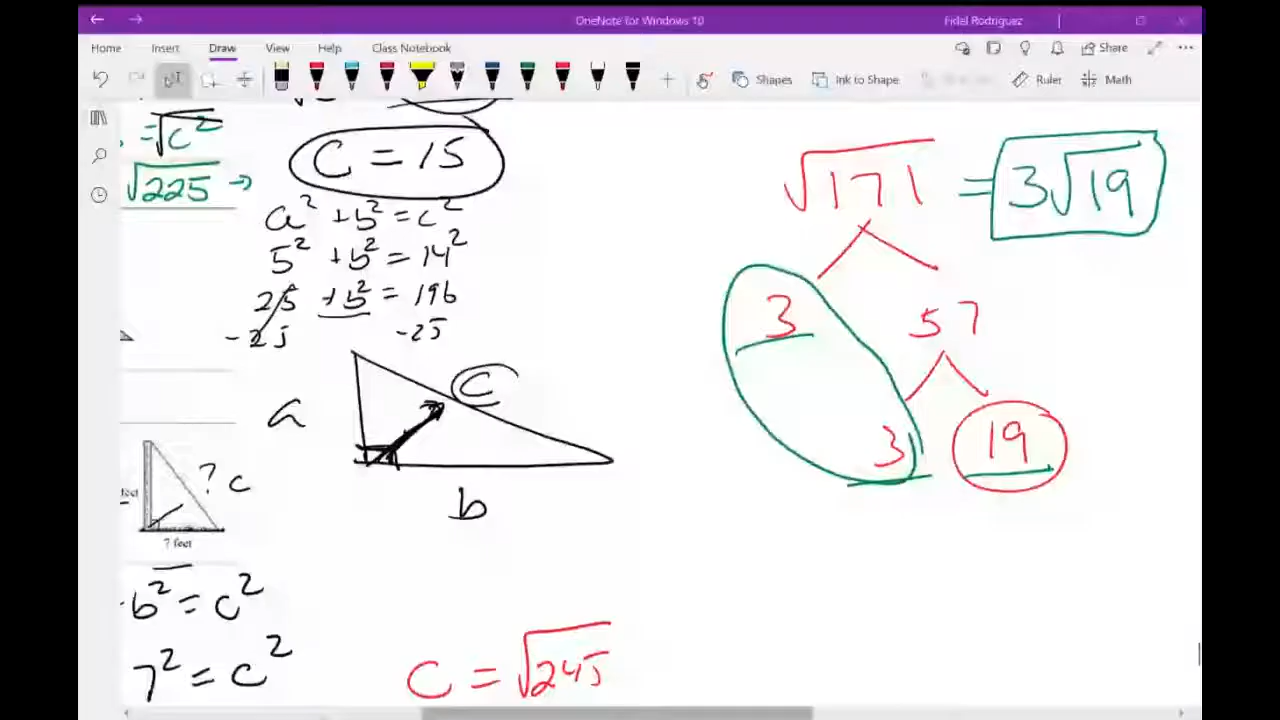 OneNote for Windows 10
Fidel Rodriguez
Home Insert Draw View Help Class Notebook
Share
Shapes Ink to Shape Ruler Math
= √c²
√225 →
C = 15
a² + b² = c²
5² + b² = 14²
25 + b² = 196
-25 -25
a
C
b
? c
feet
? feet
b² = c²
7² = c²
C = √245
√171 = 3√19
3 57
3 19